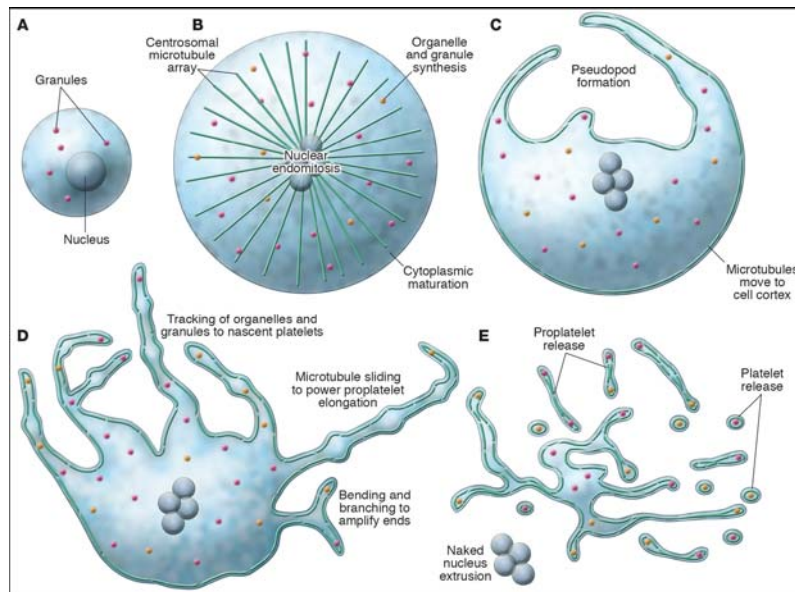 A
Granules
Nucleus
B
Centrosomal
microtubule
array
Organelle
and granule
synthesis
Nuclear
endomitosis
Cytoplasmic
maturation
C
Pseudopod
formation
Microtubules
move to
cell cortex
D
Tracking of organelles and
granules to nascent platelets
Microtubule sliding
to power proplatelet
elongation
Bending and
branching to
amplify ends
E
Proplatelet
release
Platelet
release
Naked
nucleus
extrusion